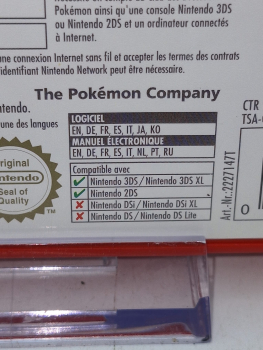 Pokémon ainsi qu'une console Nintendo 3DS
ou Nintendo 2DS et un ordinateur connectés
à Internet.
ne connexion Internet sans fil et accepter les termes des contrats
'identifiant Nintendo Network peut être nécessaire.
The Pokémon Company
ntendo.
une des langues
LOGICIEL
EN, DE, FR, ES, IT, JA, KO
MANUEL ÉLECTRONIQUE
EN, DE, FR, ES, IT, NL, PT, RU
Compatible avec
✓ Nintendo 3DS / Nintendo 3DS XL
✓ Nintendo 2DS
✗ Nintendo DSi / Nintendo DSi XL
✗ Nintendo DS / Nintendo DS Lite
riginal
intendo
Seal of
Quality
CTR
TSA-
Art.-Nr.: 2227147T
0